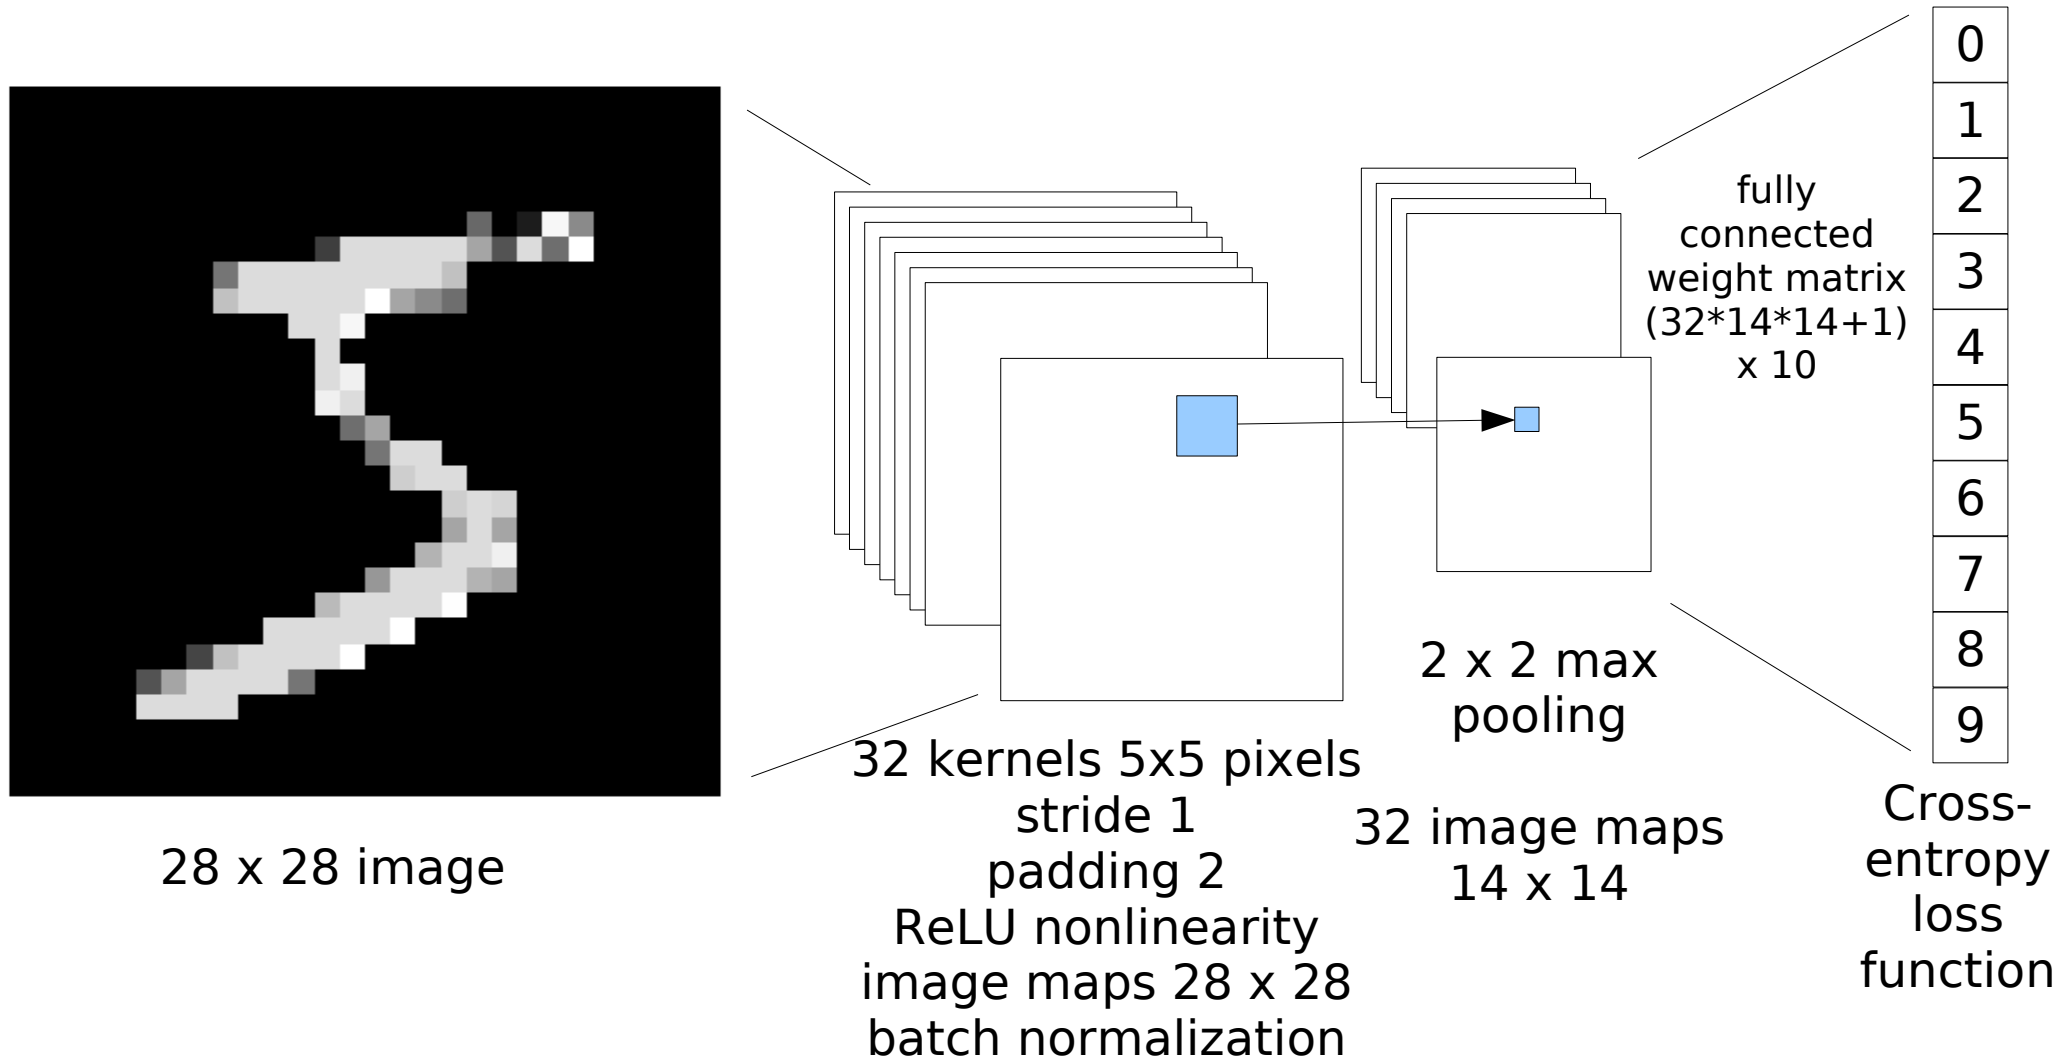 28 x 28 image
32 kernels 5x5 pixels
stride 1
padding 2
ReLU nonlinearity
image maps 28 x 28
batch normalization
2 x 2 max
pooling
32 image maps
14 x 14
fully
connected
weight matrix
(32*14*14+1)
x 10
0
1
2
3
4
5
6
7
8
9
Cross-
entropy
loss
function